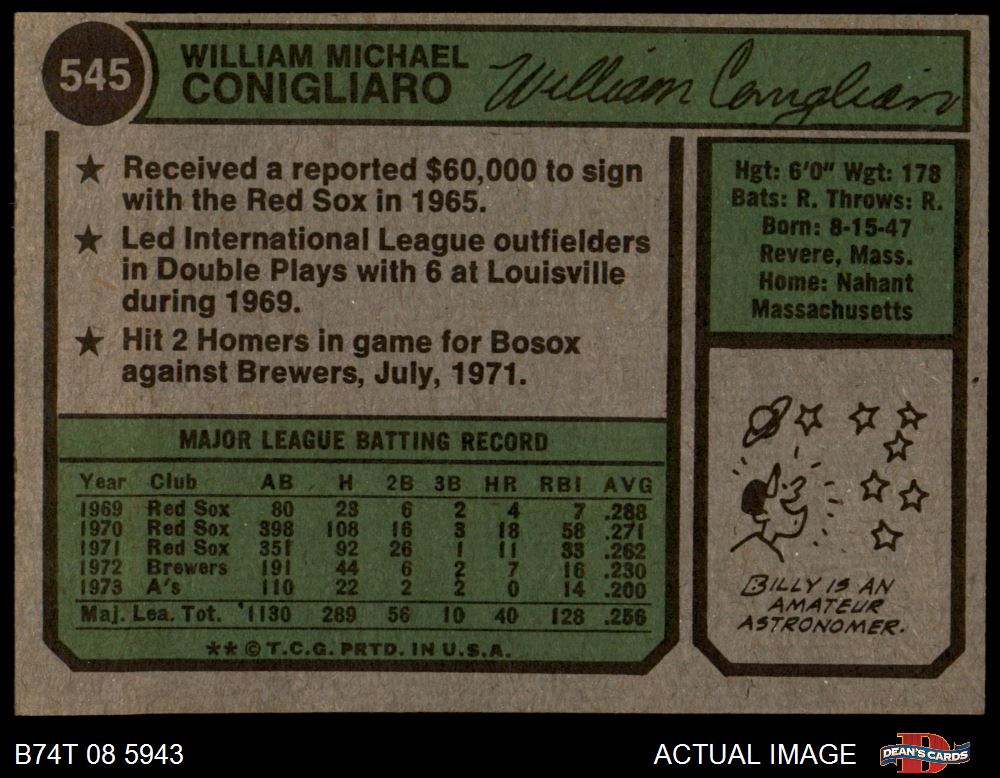 545
WILLIAM MICHAEL
CONIGLIARO
William Conigliaro
★ Received a reported $60,000 to sign
with the Red Sox in 1965.
★ Led International League outfielders
in Double Plays with 6 at Louisville
during 1969.
★ Hit 2 Homers in game for Bosox
against Brewers, July, 1971.
Hgt: 6'0" Wgt: 178
Bats: R. Throws: R.
Born: 8-15-47
Revere, Mass.
Home: Nahant
Massachusetts
MAJOR LEAGUE BATTING RECORD
Year Club AB H 2B 3B HR RBI AVG
1969 Red Sox 80 23 6 2 4 7 .288
1970 Red Sox 398 108 16 3 18 58 .271
1971 Red Sox 351 92 26 1 11 33 .262
1972 Brewers 191 44 6 2 7 16 .230
1973 A's 110 22 2 2 0 14 .200
Maj. Lea. Tot. 1130 289 56 10 40 128 .256
** © T.C.G. PRTD. IN U.S.A.
BILLY IS AN
AMATEUR
ASTRONOMER.
B74T 08 5943
ACTUAL IMAGE
DEAN'S CARDS